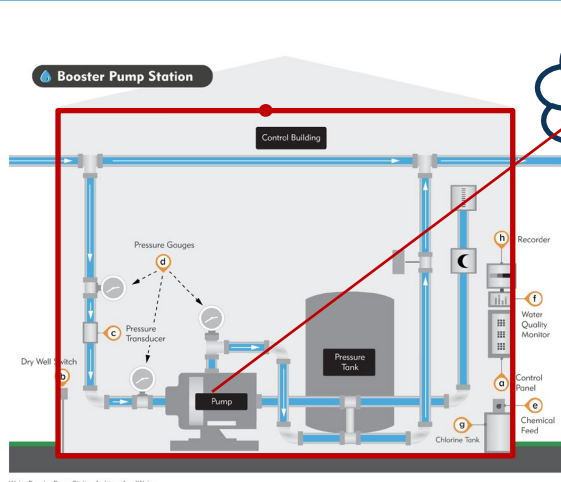 Booster Pump Station
Control Building
Pressure Gouges
d
h Recorder
f
Water
Quality
Monitor
c Pressure
Transducer
Dry Well Switch
b
Pressure
Tank
a Control
Panel
Pump
e
Chemical
Feed
g
Chlorine Tank